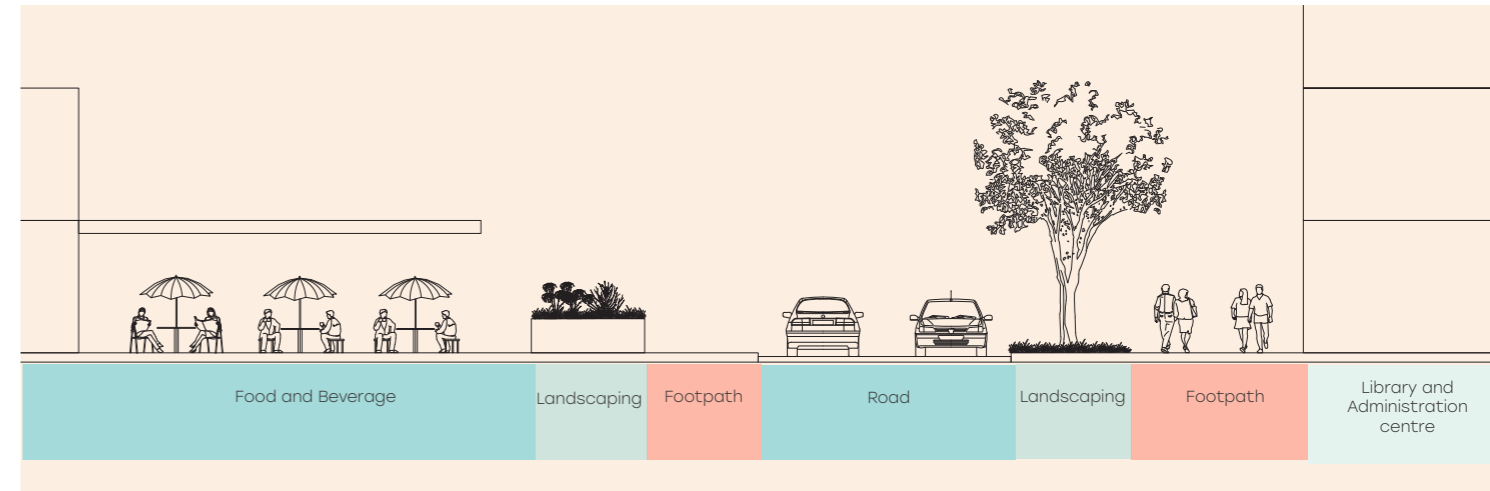 Food and Beverage
Landscaping
Footpath
Road
Landscaping
Footpath
Library and
Administration
centre